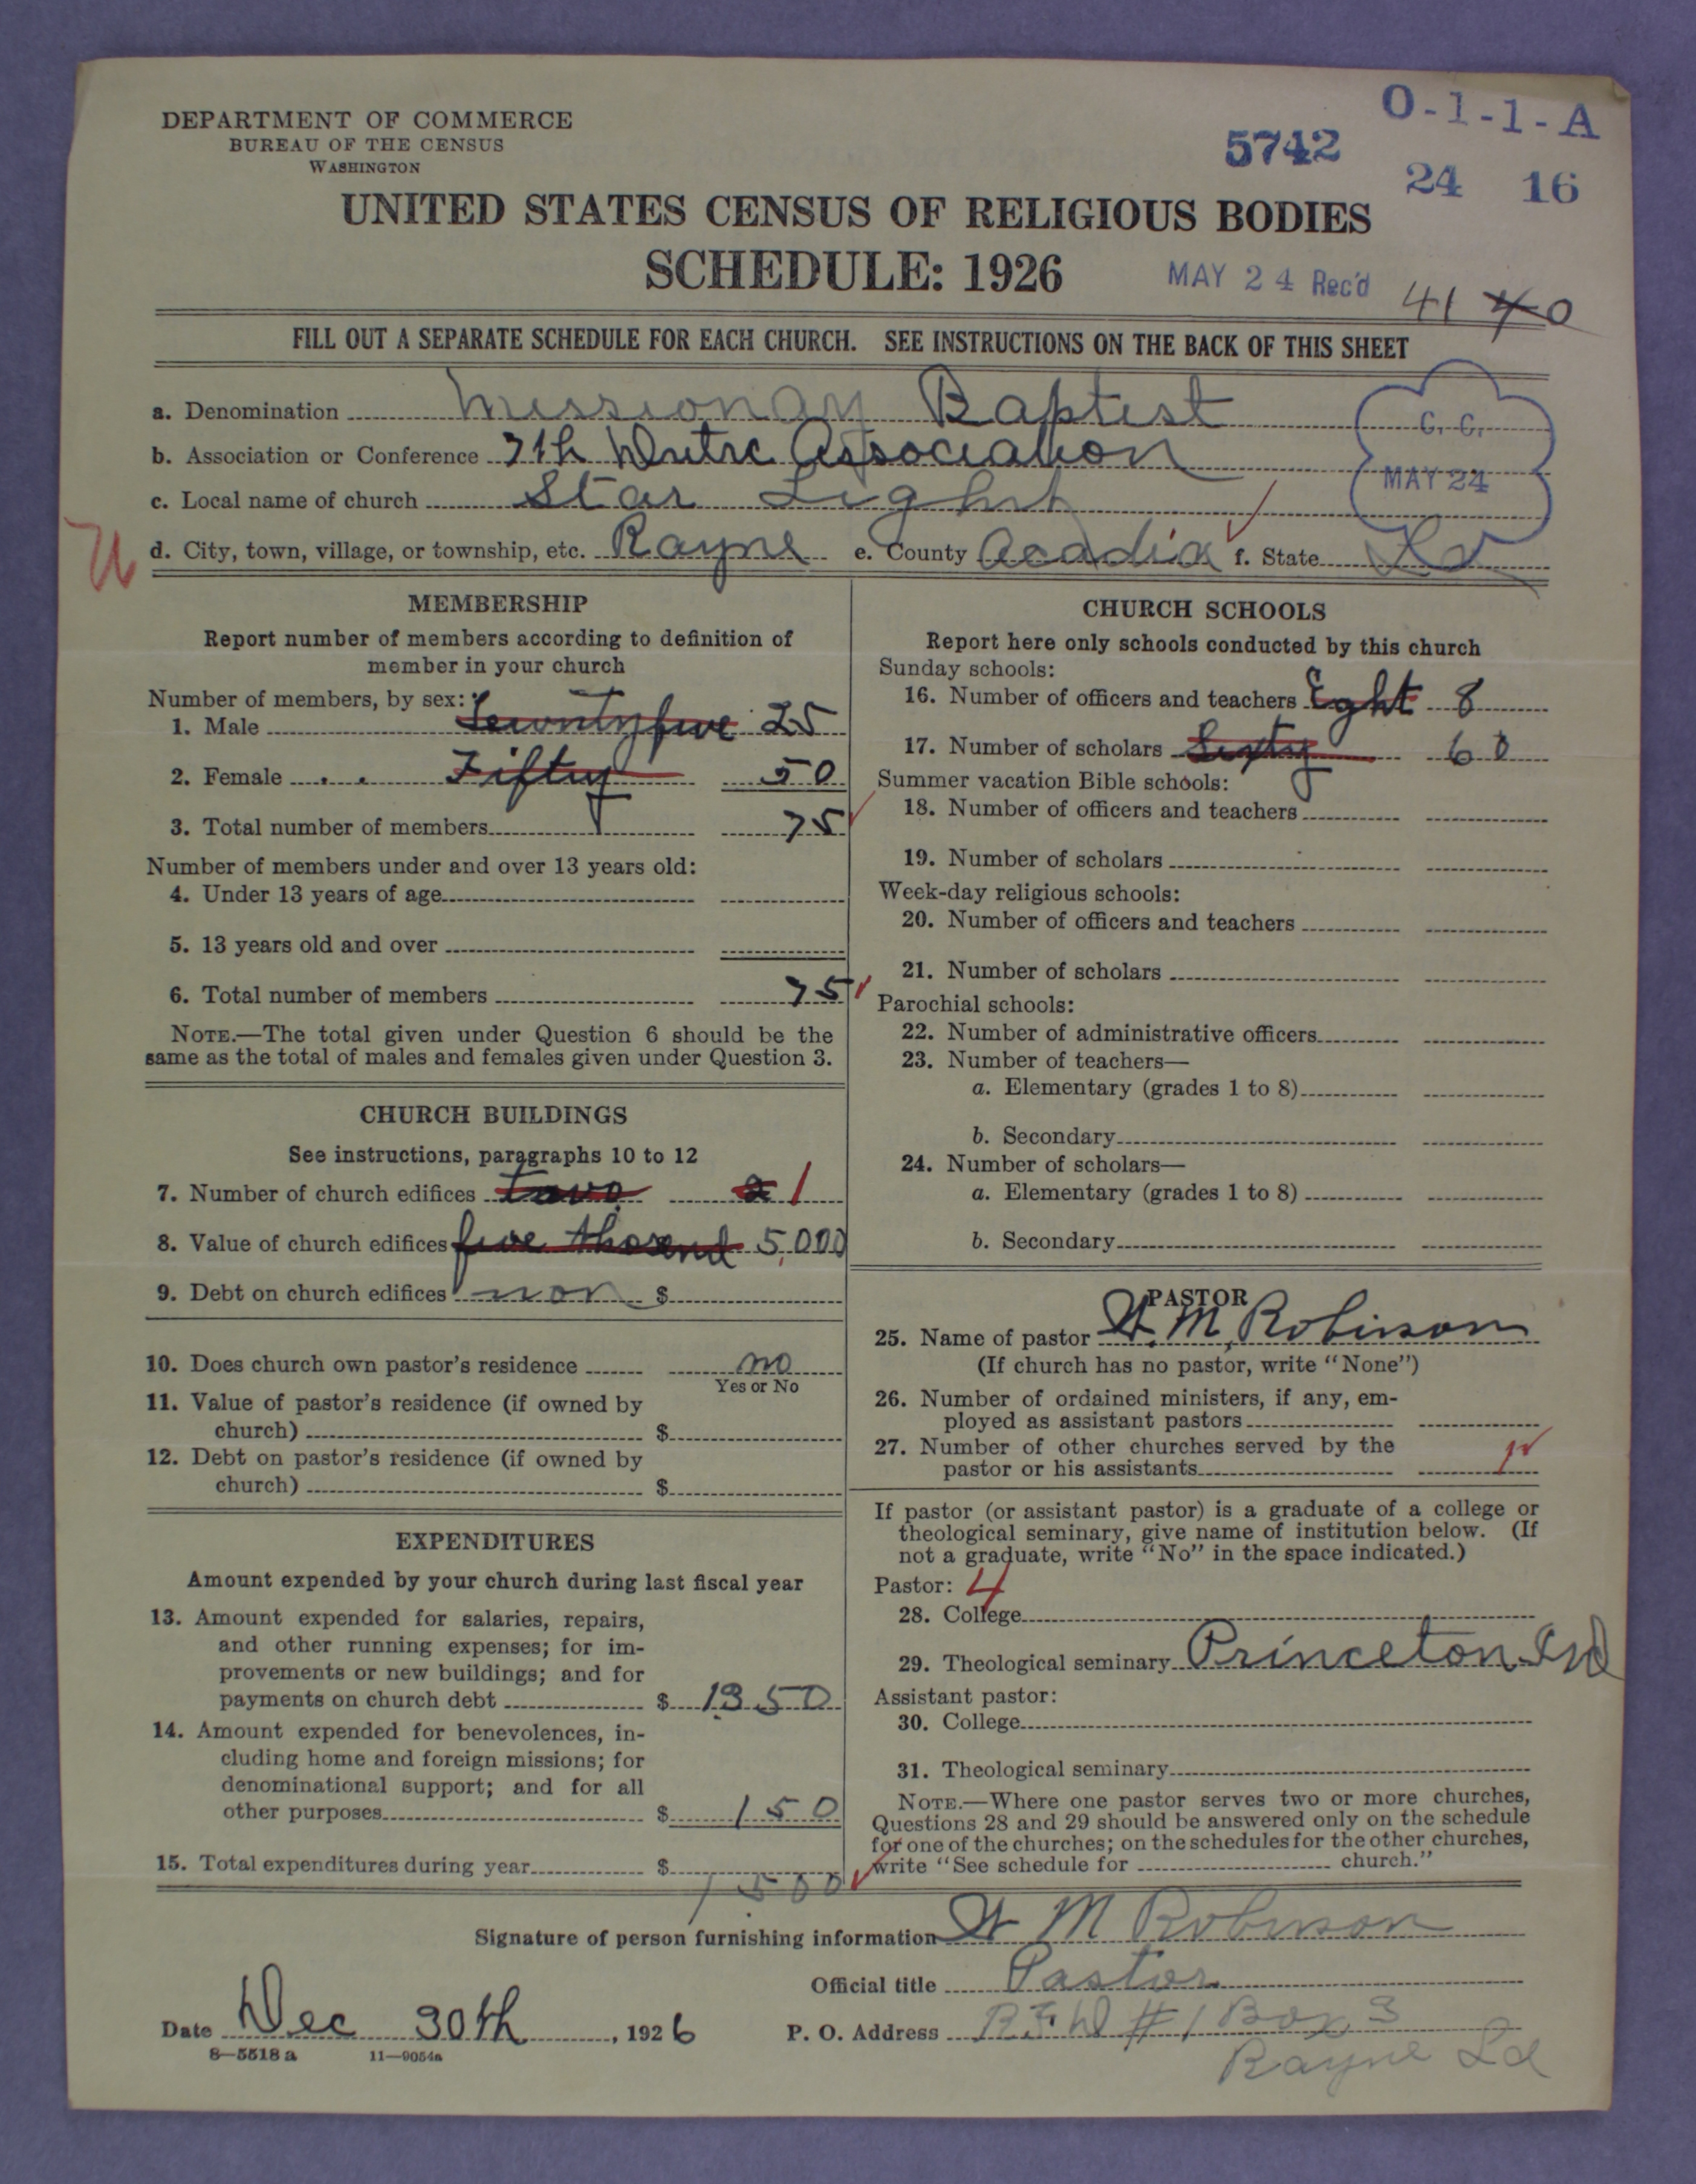 DEPARTMENT OF COMMERCE
BUREAU OF THE CENSUS
WASHINGTON
O-1-1-A
5742
24 16
UNITED STATES CENSUS OF RELIGIOUS BODIES
SCHEDULE: 1926
MAY 24 Rec'd
41 40
FILL OUT A SEPARATE SCHEDULE FOR EACH CHURCH. SEE INSTRUCTIONS ON THE BACK OF THIS SHEET
a. Denomination Missionary Baptist
b. Association or Conference 7th Association
c. Local name of church Star Light
G. C.
MAY 24
d. City, town, village, or township, etc. Rayne e. County Acadia f. State La
MEMBERSHIP
Report number of members according to definition of
member in your church
Number of members, by sex:
1. Male 25
2. Female Fifty 50
3. Total number of members 75
Number of members under and over 13 years old:
4. Under 13 years of age
5. 13 years old and over
6. Total number of members 75
NOTE.—The total given under Question 6 should be the
same as the total of males and females given under Question 3.
CHURCH BUILDINGS
See instructions, paragraphs 10 to 12
7. Number of church edifices 2 1
8. Value of church edifices five thosend 5,000
9. Debt on church edifices non $
10. Does church own pastor's residence no
Yes or No
11. Value of pastor's residence (if owned by
church) $
12. Debt on pastor's residence (if owned by
church) $
EXPENDITURES
Amount expended by your church during last fiscal year
13. Amount expended for salaries, repairs,
and other running expenses; for im-
provements or new buildings; and for
payments on church debt $ 1350
14. Amount expended for benevolences, in-
cluding home and foreign missions; for
denominational support; and for all
other purposes $ 150
15. Total expenditures during year $
1500
CHURCH SCHOOLS
Report here only schools conducted by this church
Sunday schools:
16. Number of officers and teachers Eght 8
17. Number of scholars Sixty 60
Summer vacation Bible schools:
18. Number of officers and teachers
19. Number of scholars
Week-day religious schools:
20. Number of officers and teachers
21. Number of scholars
Parochial schools:
22. Number of administrative officers
23. Number of teachers—
a. Elementary (grades 1 to 8)
b. Secondary
24. Number of scholars—
a. Elementary (grades 1 to 8)
b. Secondary
PASTOR
25. Name of pastor W. M. Robinson
(If church has no pastor, write "None")
26. Number of ordained ministers, if any, em-
ployed as assistant pastors
27. Number of other churches served by the
pastor or his assistants
If pastor (or assistant pastor) is a graduate of a college or
theological seminary, give name of institution below. (If
not a graduate, write "No" in the space indicated.)
Pastor: 4
28. College
29. Theological seminary Princeton Ind
Assistant pastor:
30. College
31. Theological seminary
NOTE.—Where one pastor serves two or more churches,
Questions 28 and 29 should be answered only on the schedule
for one of the churches; on the schedules for the other churches,
write "See schedule for church."
Signature of person furnishing information W M Robinson
Official title Pastor
Date Dec 30th, 1926
P. O. Address R.F.D #1 Box 3
Rayne La
8—5518 a 11—9054a